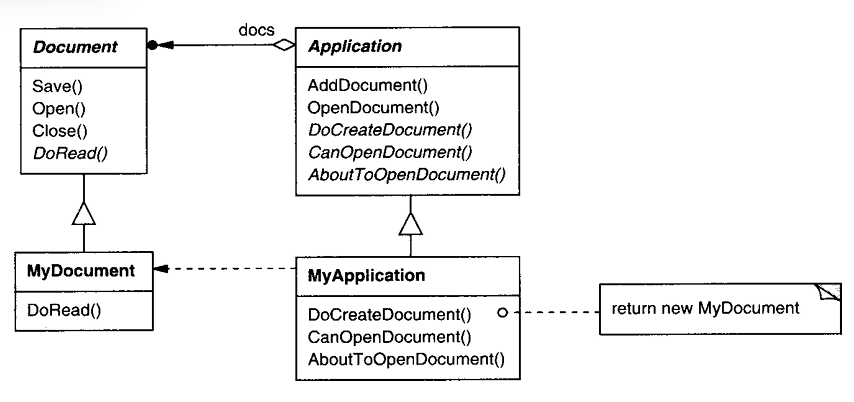 docs
Document
Save()
Open()
Close()
DoRead()
Application
AddDocument()
OpenDocument()
DoCreateDocument()
CanOpenDocument()
AboutToOpenDocument()
MyDocument
DoRead()
MyApplication
DoCreateDocument()
CanOpenDocument()
AboutToOpenDocument()
return new MyDocument